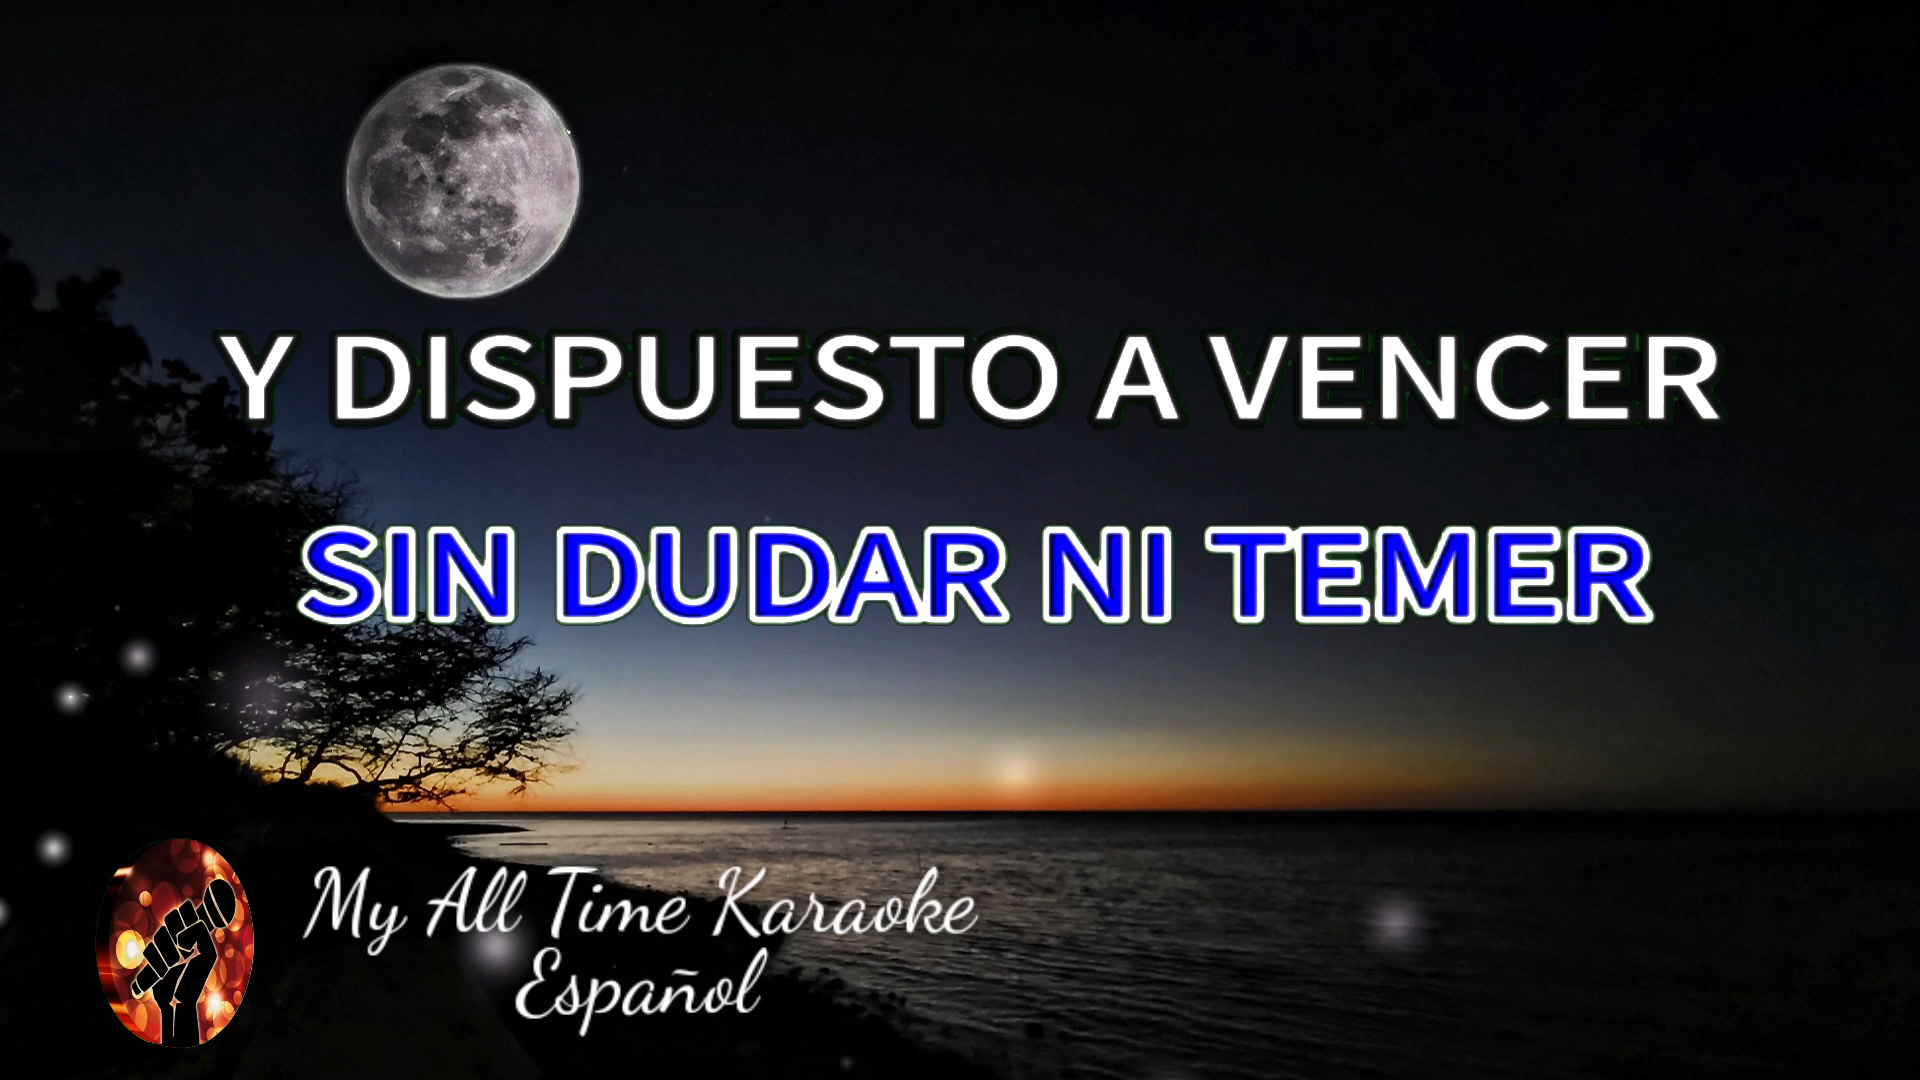 Y DISPUESTO A VENCER
SIN DUDAR NI TEMER
My All Time Karaoke
Español